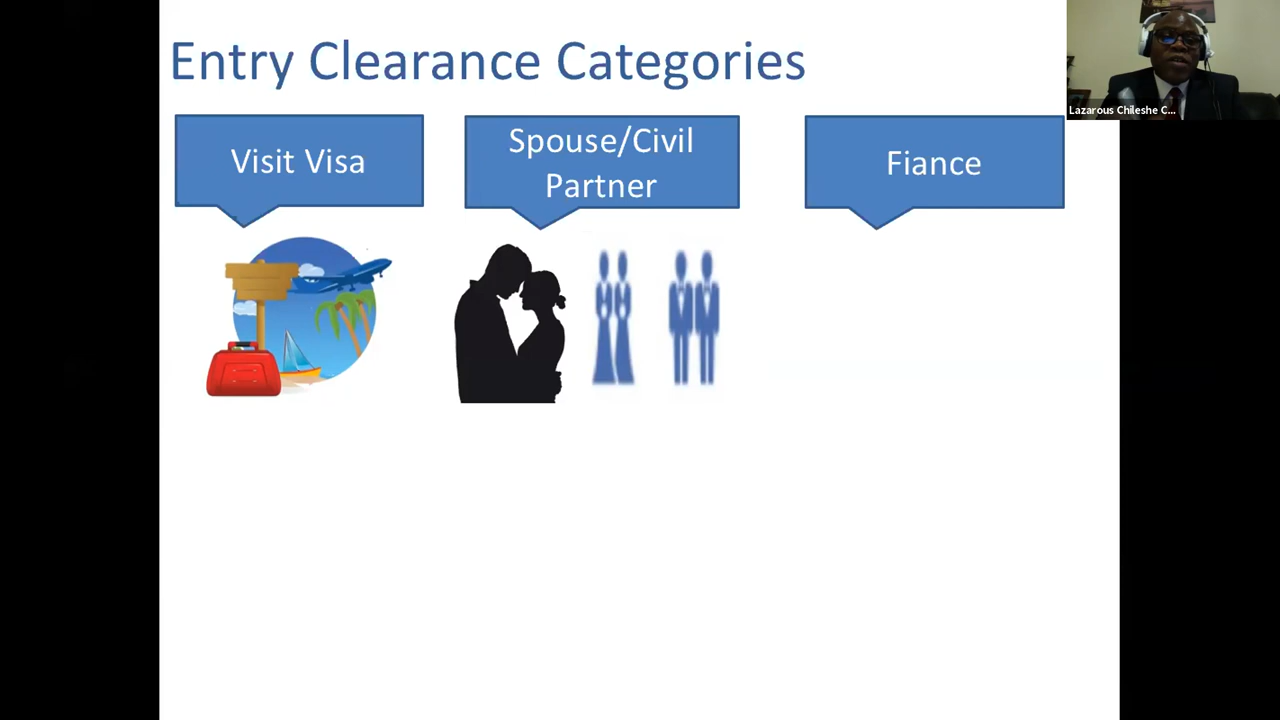 Entry Clearance Categories
Lazarous Chileshe C...
Visit Visa
Spouse/Civil
Partner
Fiance